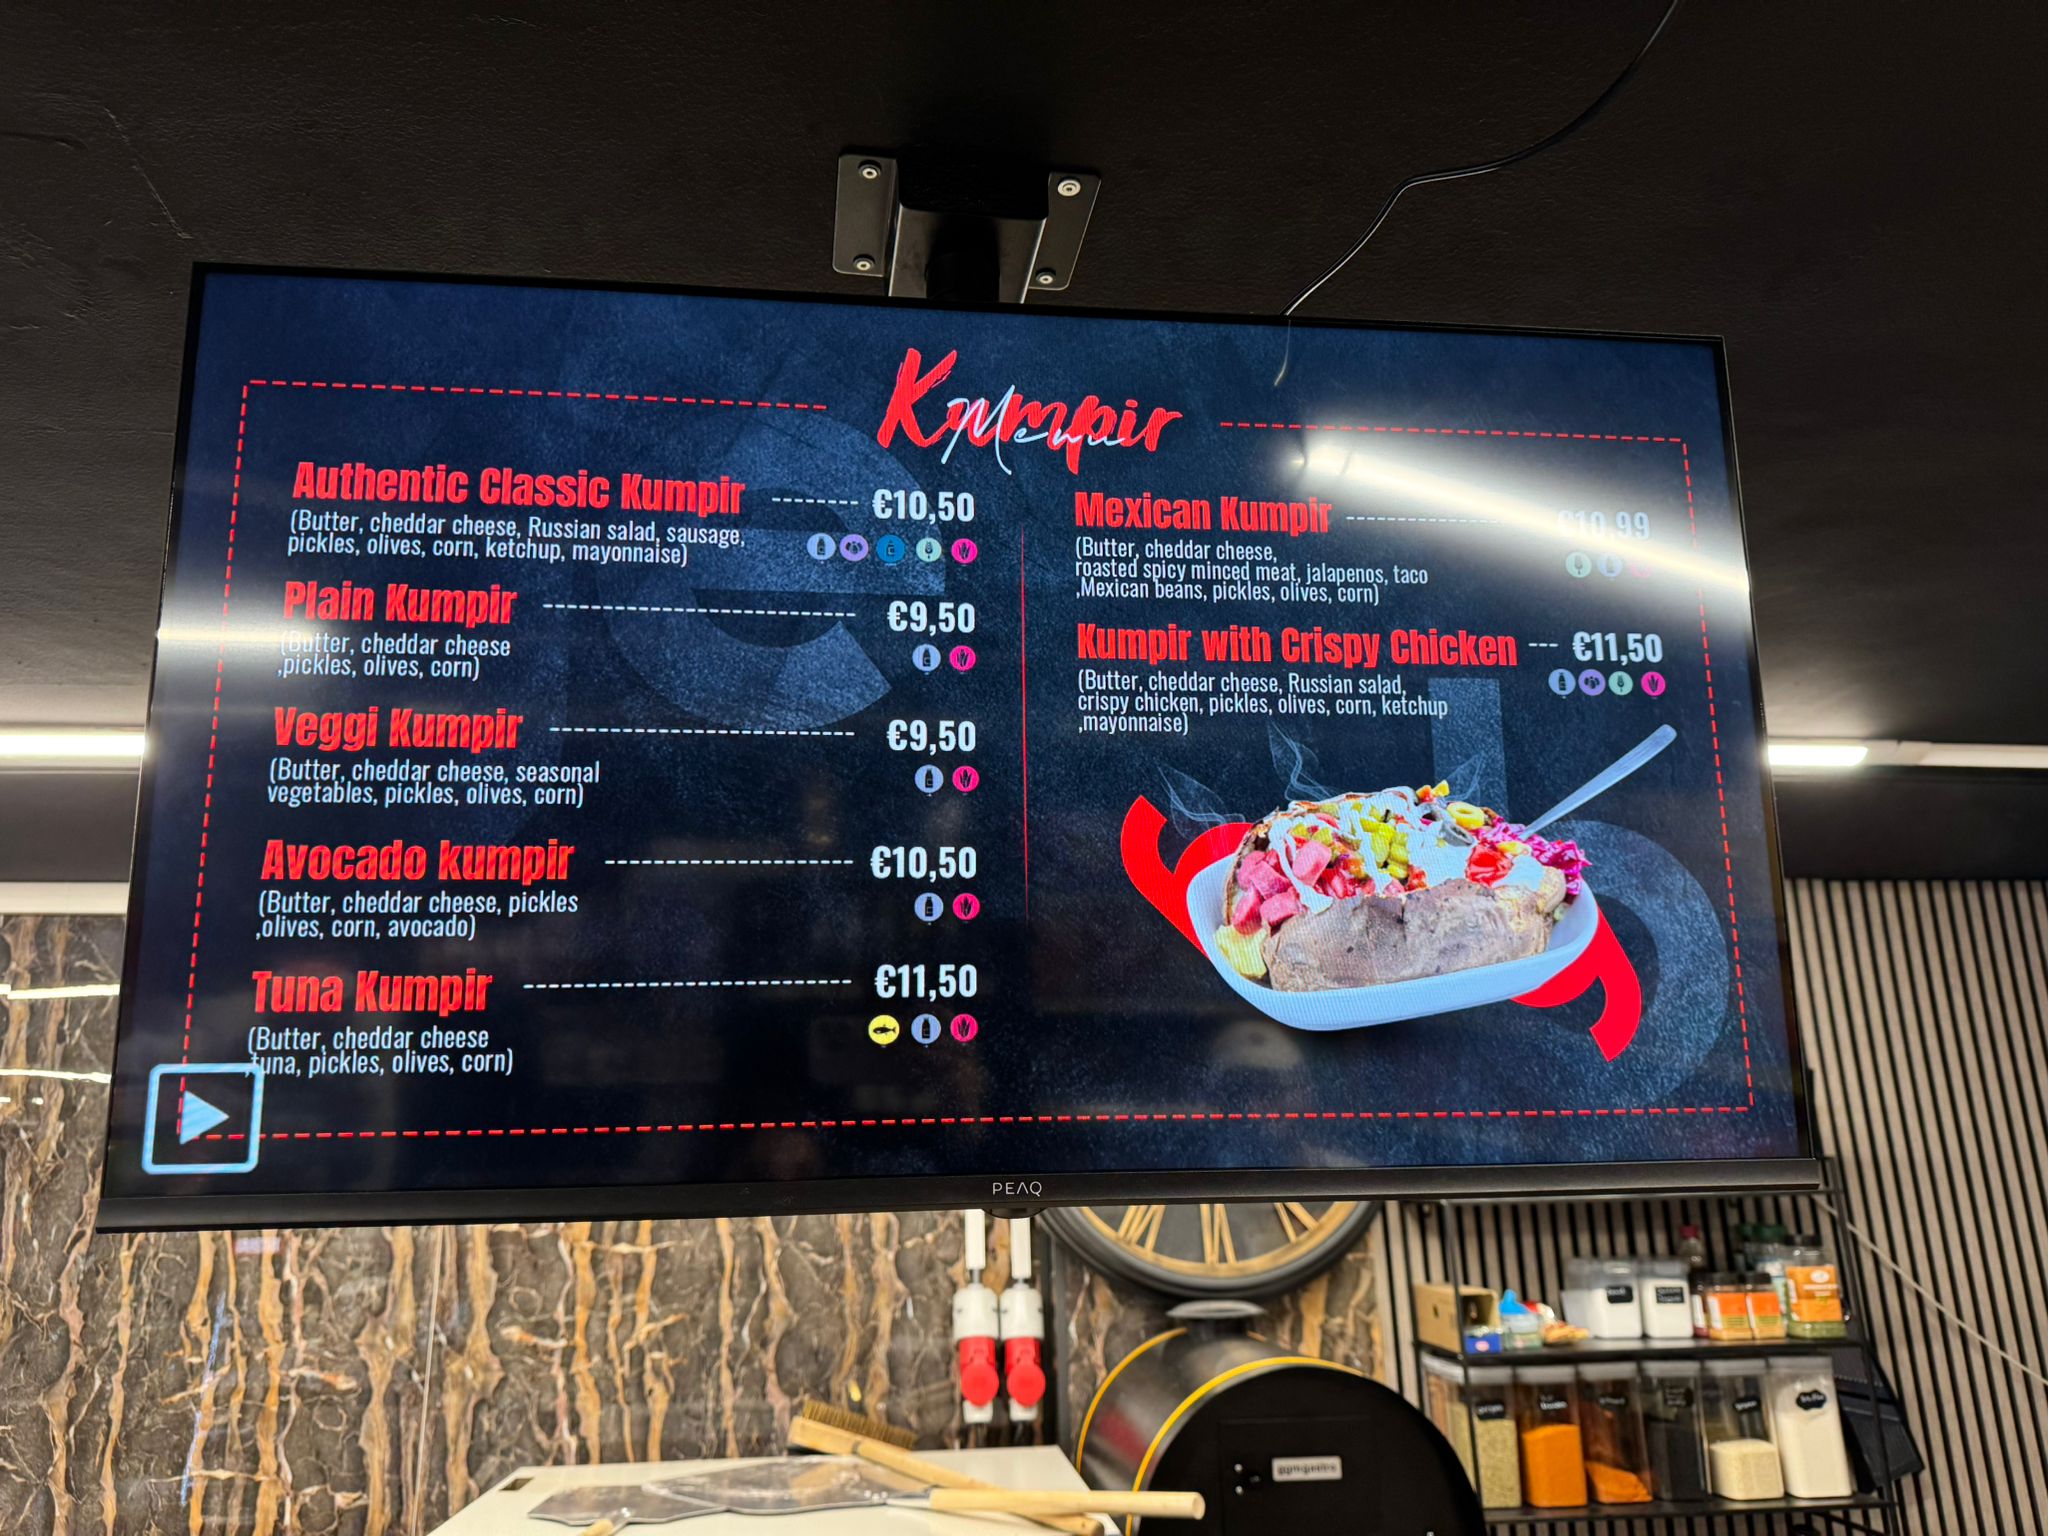 Kumpir
Menu
Authentic Classic Kumpir -------- €10,50
(Butter, cheddar cheese, Russian salad, sausage,
pickles, olives, corn, ketchup, mayonnaise)
Plain Kumpir €9,50
(Butter, cheddar cheese
,pickles, olives, corn)
Veggi Kumpir €9,50
(Butter, cheddar cheese, seasonal
vegetables, pickles, olives, corn)
Avocado kumpir €10,50
(Butter, cheddar cheese, pickles
,olives, corn, avocado)
Tuna Kumpir €11,50
(Butter, cheddar cheese
,tuna, pickles, olives, corn)
Mexican Kumpir €10,99
(Butter, cheddar cheese,
roasted spicy minced meat, jalapenos, taco
,Mexican beans, pickles, olives, corn)
Kumpir with Crispy Chicken --- €11,50
(Butter, cheddar cheese, Russian salad,
crispy chicken, pickles, olives, corn, ketchup
,mayonnaise)
PEAQ